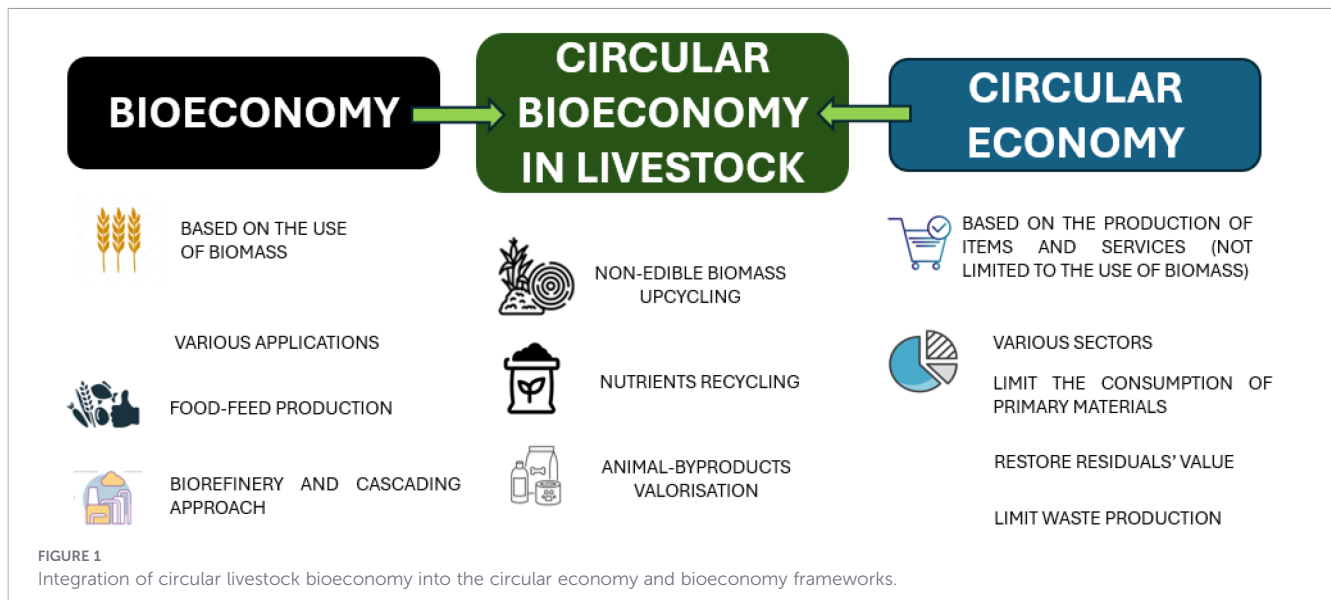 BIOECONOMY
CIRCULAR
BIOECONOMY
IN LIVESTOCK
CIRCULAR
ECONOMY
BASED ON THE USE
OF BIOMASS
VARIOUS APPLICATIONS
FOOD-FEED PRODUCTION
BIOREFINERY AND CASCADING
APPROACH
NON-EDIBLE BIOMASS
UPCYCLING
NUTRIENTS RECYCLING
ANIMAL-BYPRODUCTS
VALORISATION
BASED ON THE PRODUCTION OF
ITEMS AND SERVICES (NOT
LIMITED TO THE USE OF BIOMASS)
VARIOUS SECTORS
LIMIT THE CONSUMPTION OF
PRIMARY MATERIALS
RESTORE RESIDUALS’ VALUE
LIMIT WASTE PRODUCTION
FIGURE 1
Integration of circular livestock bioeconomy into the circular economy and bioeconomy frameworks.